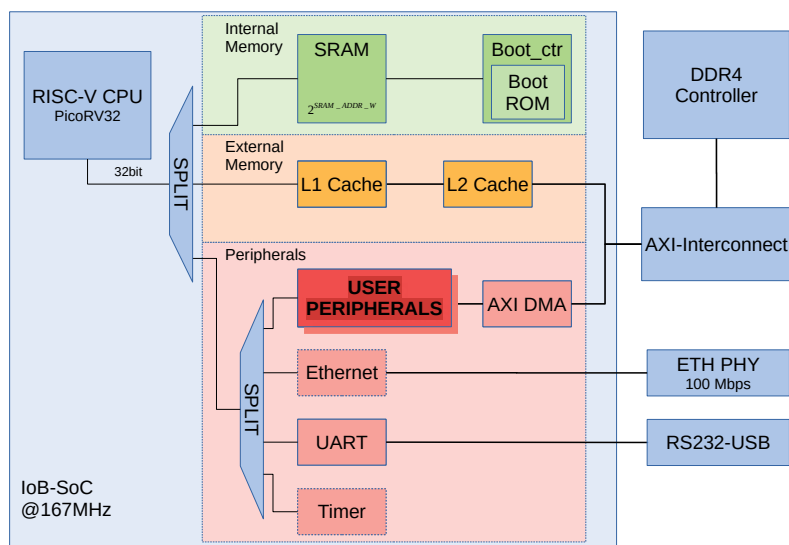 Internal
Memory
SRAM
2^SRAM_ADDR_W
Boot_ctr
Boot
ROM
RISC-V CPU
PicoRV32
32bit
SPLIT
External
Memory
L1 Cache
L2 Cache
DDR4
Controller
AXI-Interconnect
Peripherals
USER
PERIPHERALS
AXI DMA
SPLIT
Ethernet
ETH PHY
100 Mbps
UART
RS232-USB
Timer
IoB-SoC
@167MHz